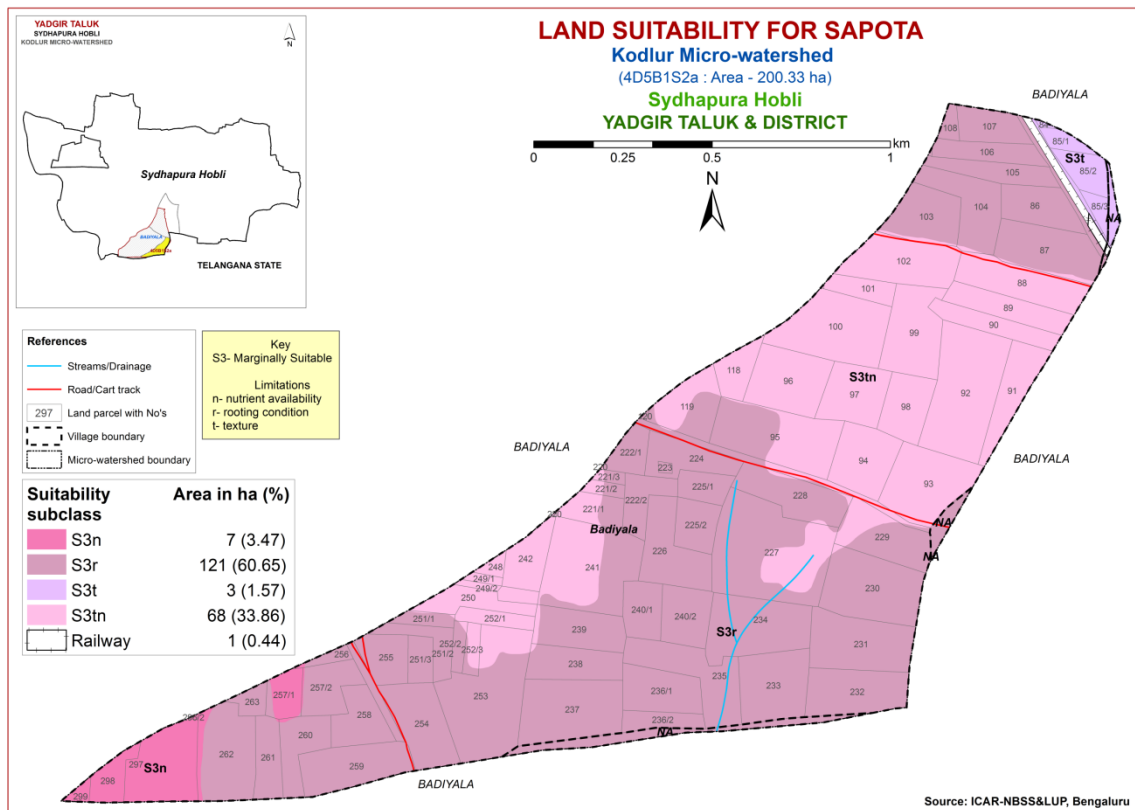 YADGIR TALUK
SYDHAPURA HOBLI
KODLUR MICRO-WATERSHED
N
Sydhapura Hobli
BADIYALA
TELANGANA STATE
LAND SUITABILITY FOR SAPOTA
Kodlur Micro-watershed
(4D5B1S2a : Area - 200.33 ha)
Sydhapura Hobli
YADGIR TALUK & DISTRICT
km
0 0.25 0.5 1
N
References
Streams/Drainage
Road/Cart track
297 Land parcel with No's
Village boundary
Micro-watershed boundary
Key
S3- Marginally Suitable
Limitations
n- nutrient availability
r- rooting condition
t- texture
Suitability subclass Area in ha (%)
S3n 7 (3.47)
S3r 121 (60.65)
S3t 3 (1.57)
S3tn 68 (33.86)
Railway 1 (0.44)
BADIYALA
108 107 85/1
106 S3t
105 85/2
104 86 85/3
103 NA
87
102
88
101
89
90
100 99
118
96 S3tn
97 92 91
119 98
95
BADIYALA
BADIYALA
94
93
222/1 224
220 223
221/3
221/2 225/1 228
222/2
221/1
Badiyala 225/2
NA
229
NA
226 227
242 241
248
249/1
249/2
250
230
251/1 252/1
240/1 240/2
234
239
S3r
231
252/2
256 255 251/3 251/2 252/3
238
235
257/1 257/2
253
236/1 233 232
263
258
237
254
236/2
NA
262 261 260
259
297 S3n
298
299
BADIYALA
Source: ICAR-NBSS&LUP, Bengaluru